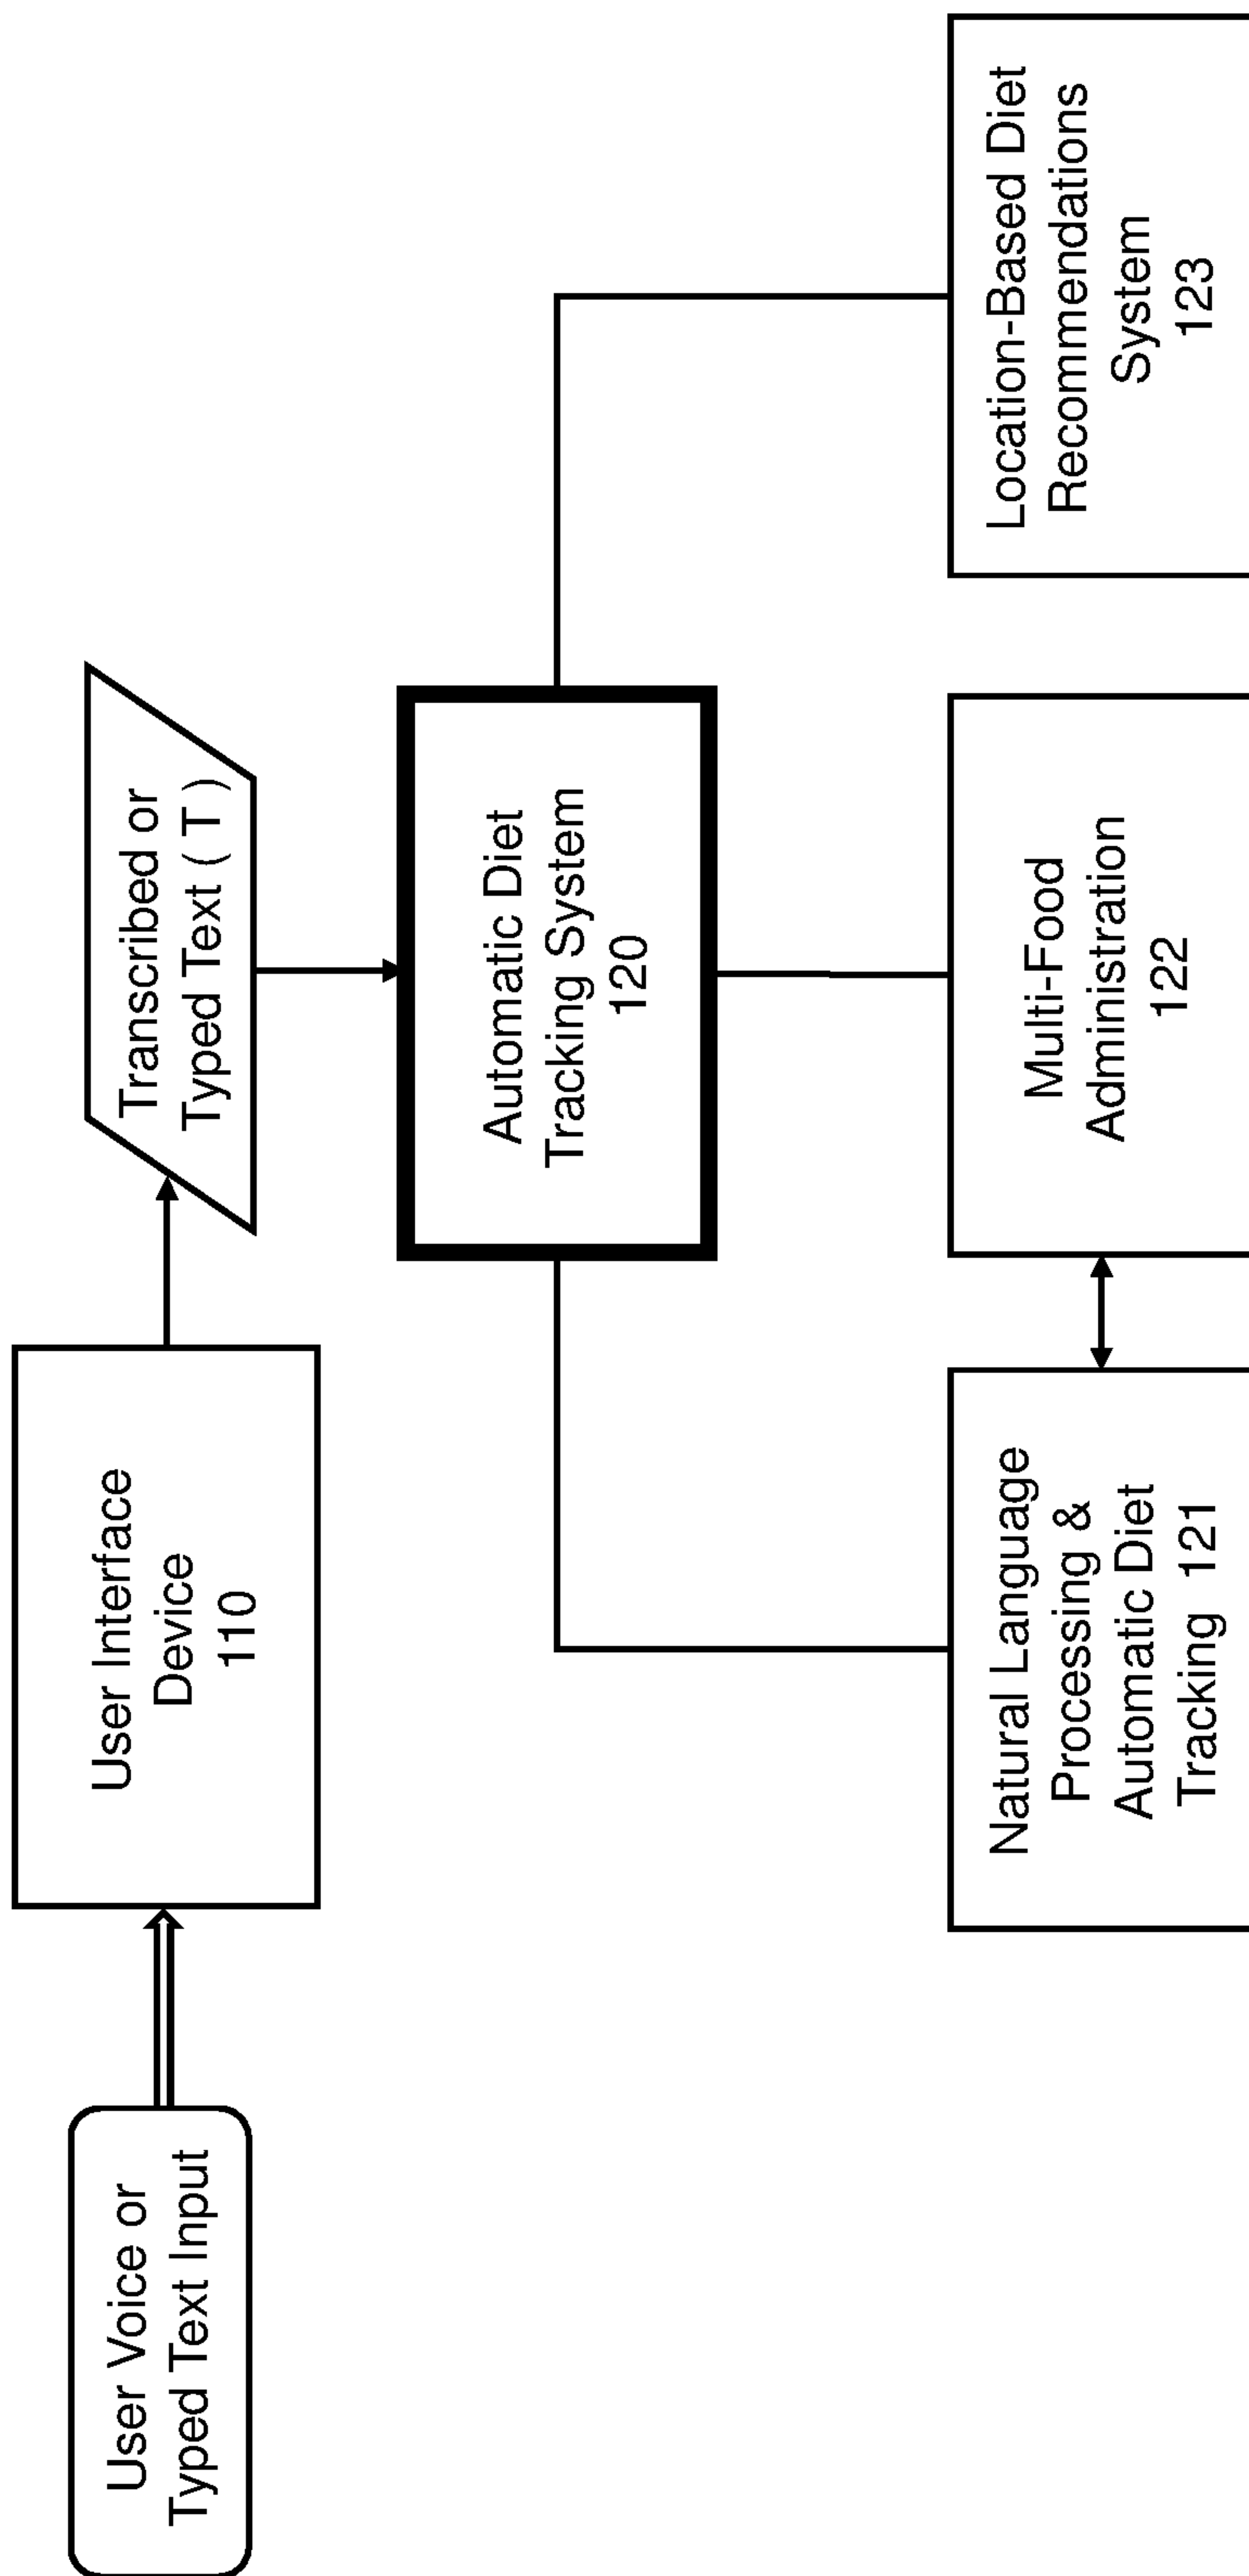 User Voice or
Typed Text Input
User Interface
Device
110
Transcribed or
Typed Text ( T )
Automatic Diet
Tracking System
120
Natural Language
Processing &
Automatic Diet
Tracking 121
Multi-Food
Administration
122
Location-Based Diet
Recommendations
System
123